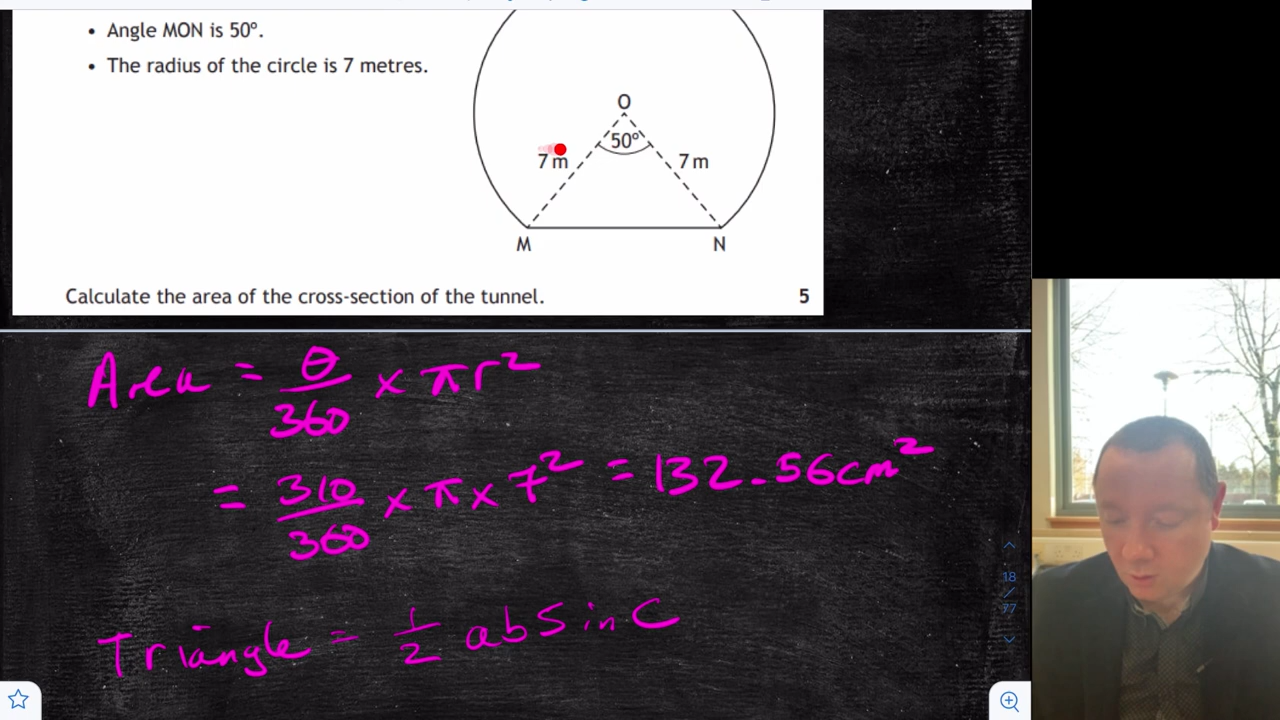 • Angle MON is 50°.
• The radius of the circle is 7 metres.
O
50°
7 m
7 m
M
N
Calculate the area of the cross-section of the tunnel.
5
Area = θ/360 × πr²
= 310/360 × π × 7² = 132.56cm²
Triangle = 1/2 abSinC
18
/
77